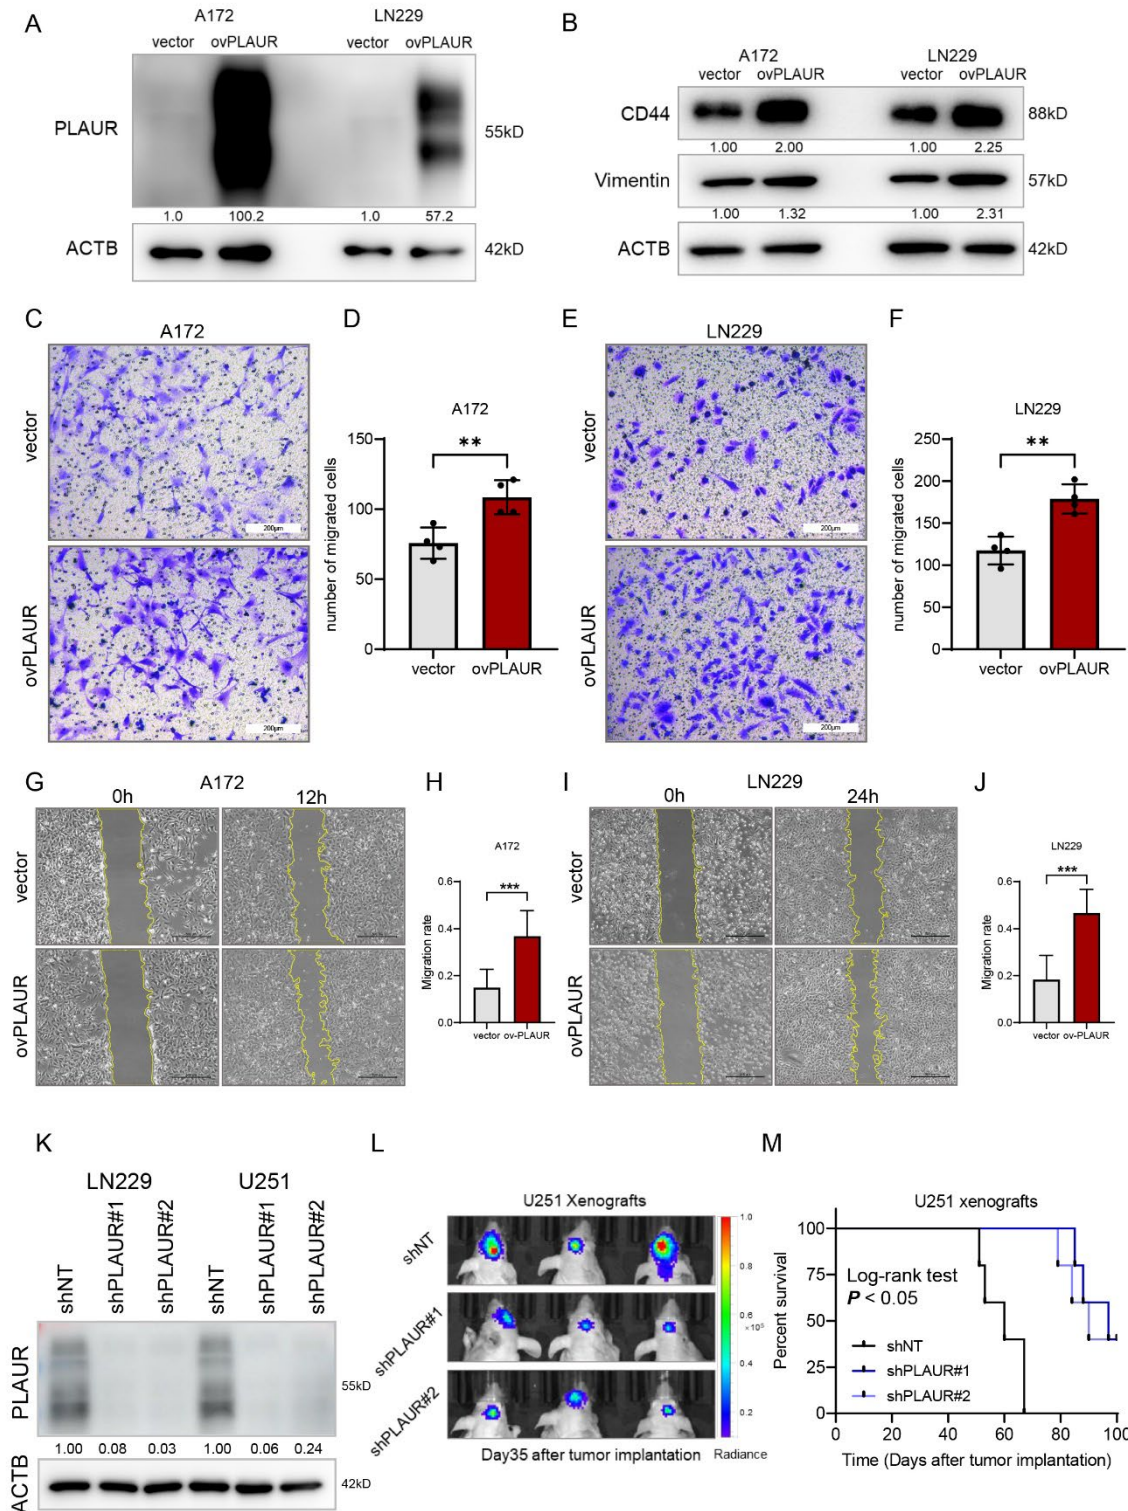 A
A172 LN229
vector ovPLAUR vector ovPLAUR
PLAUR
55kD
1.0 100.2 1.0 57.2
ACTB
42kD
B
A172 LN229
vector ovPLAUR vector ovPLAUR
CD44 88kD
1.00 2.00 1.00 2.25
Vimentin 57kD
1.00 1.32 1.00 2.31
ACTB 42kD
C
A172
vector
200μm
ovPLAUR
200μm
D
A172
**
number of migrated cells
150
100
50
0
vector ovPLAUR
E
LN229
vector
200μm
ovPLAUR
200μm
F
LN229
**
number of migrated cells
250
200
150
100
50
0
vector ovPLAUR
G
A172
0h 12h
vector
ovPLAUR
H
A172
***
Migration rate
0.6
0.4
0.2
0.0
vector ov-PLAUR
I
LN229
0h 24h
vector
ovPLAUR
J
LN229
***
Migration rate
0.6
0.4
0.2
0.0
vector ov-PLAUR
K
LN229 U251
shNT shPLAUR#1 shPLAUR#2 shNT shPLAUR#1 shPLAUR#2
PLAUR
55kD
1.00 0.08 0.03 1.00 0.06 0.24
ACTB
42kD
L
U251 Xenografts
shNT
shPLAUR#1
shPLAUR#2
1.0
0.8
0.6
×10⁵
0.4
0.2
Day35 after tumor implantation Radiance
M
U251 xenografts
Percent survival
100
75
50
25
0
Log-rank test
P < 0.05
shNT
shPLAUR#1
shPLAUR#2
0 20 40 60 80 100
Time (Days after tumor implantation)